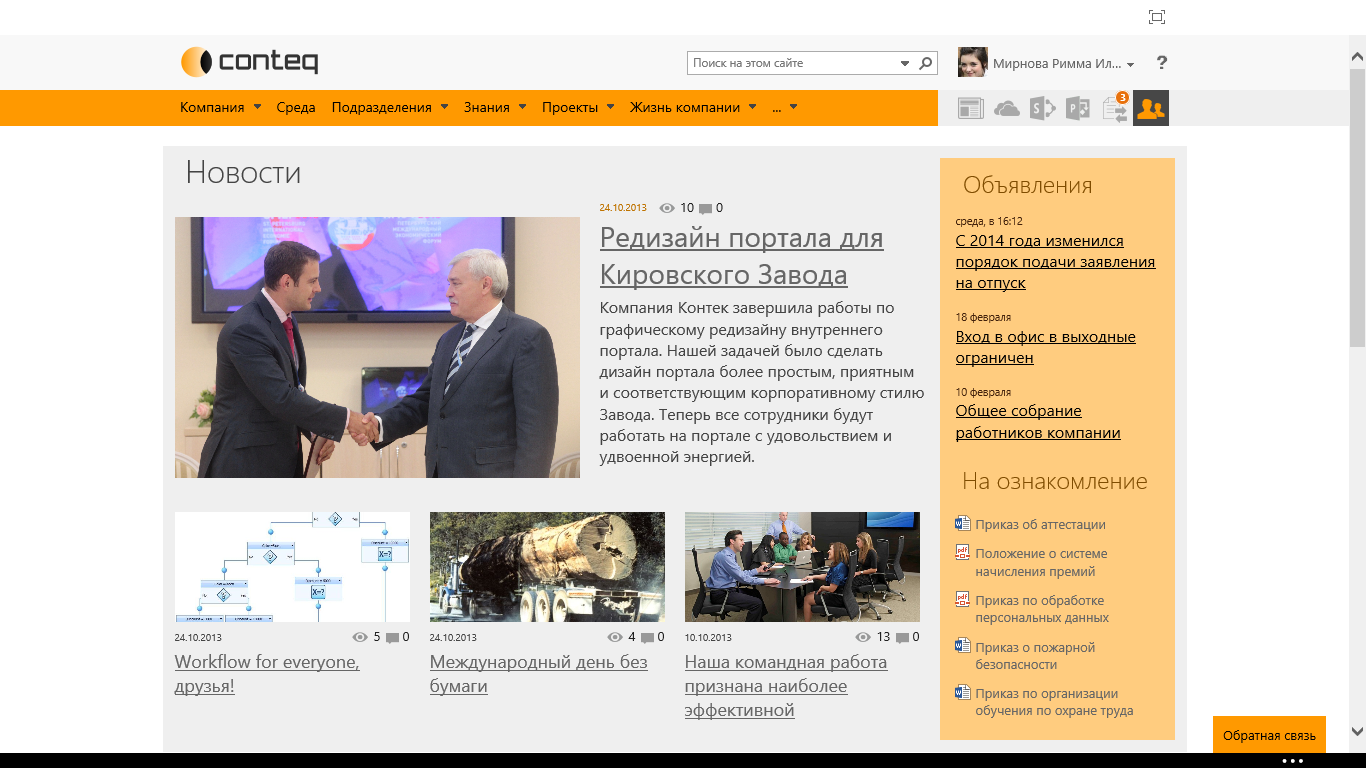 conteq
Поиск на этом сайте
Мирнова Римма Ил...
?
Компания
Среда
Подразделения
Знания
Проекты
Жизнь компании
...
3
Новости
24.10.2013 10 0
Редизайн портала для
Кировского Завода
Компания Контек завершила работы по
графическому редизайну внутреннего
портала. Нашей задачей было сделать
дизайн портала более простым, приятным
и соответствующим корпоративному стилю
Завода. Теперь все сотрудники будут
работать на портале с удовольствием и
удвоенной энергией.
24.10.2013 5 0
Workflow for everyone,
друзья!
24.10.2013 4 0
Международный день без
бумаги
10.10.2013 13 0
Наша командная работа
признана наиболее
эффективной
Объявления
среда, в 16:12
С 2014 года изменился
порядок подачи заявления
на отпуск
18 февраля
Вход в офис в выходные
ограничен
10 февраля
Общее собрание
работников компании
На ознакомление
Приказ об аттестации
Положение о системе
начисления премий
Приказ по обработке
персональных данных
Приказ о пожарной
безопасности
Приказ по организации
обучения по охране труда
Обратная связь
...